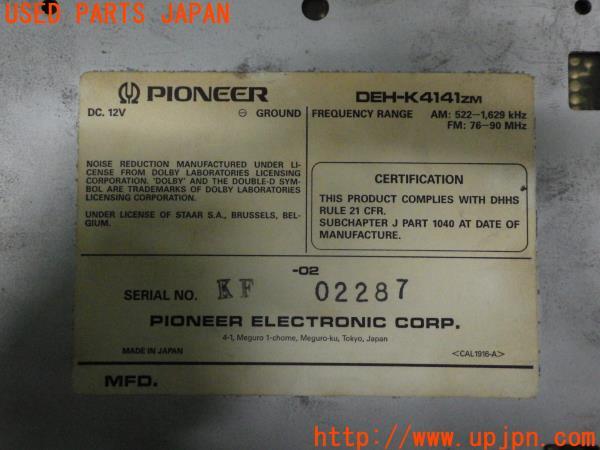 USED PARTS JAPAN
PIONEER
DEH-K4141ZM
DC. 12V ⊖ GROUND
FREQUENCY RANGE AM: 522–1,629 kHz
FM: 76–90 MHz
NOISE REDUCTION MANUFACTURED UNDER LI-
CENSE FROM DOLBY LABORATORIES LICENSING
CORPORATION. 'DOLBY' AND THE DOUBLE-D SYM-
BOL ARE TRADEMARKS OF DOLBY LABORATORIES
LICENSING CORPORATION.
UNDER LICENSE OF STAAR S.A., BRUSSELS, BEL-
GIUM.
CERTIFICATION
THIS PRODUCT COMPLIES WITH DHHS
RULE 21 CFR.
SUBCHAPTER J PART 1040 AT DATE OF
MANUFACTURE.
-02
SERIAL NO. KF 02287
PIONEER ELECTRONIC CORP.
4-1, Meguro 1-chome, Meguro-ku, Tokyo, Japan
MADE IN JAPAN
<CAL1916-A>
MFD.
http://www.upjpn.com/